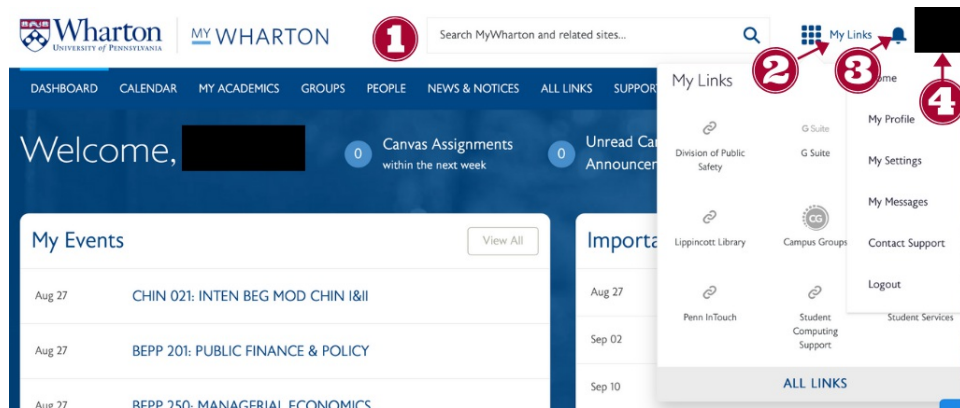 Wharton
UNIVERSITY of PENNSYLVANIA
MY WHARTON
1
Search MyWharton and related sites...
2
My Links
3
4
DASHBOARD CALENDAR MY ACADEMICS GROUPS PEOPLE NEWS & NOTICES ALL LINKS SUPPOR
Welcome,
0 Canvas Assignments
within the next week
0 Unread Ca
Announcer
My Links
Division of Public
Safety
G Suite
G Suite
Lippincott Library
CG
Campus Groups
Penn InTouch
Student
Computing
Support
Student Services
ALL LINKS
ome
My Profile
My Settings
My Messages
Contact Support
Logout
My Events
View All
Aug 27 CHIN 021: INTEN BEG MOD CHIN I&II
Aug 27 BEPP 201: PUBLIC FINANCE & POLICY
Aug 27 BEPP 250: MANAGERIAL ECONOMICS
Importa
Aug 27
Sep 02
Sep 10